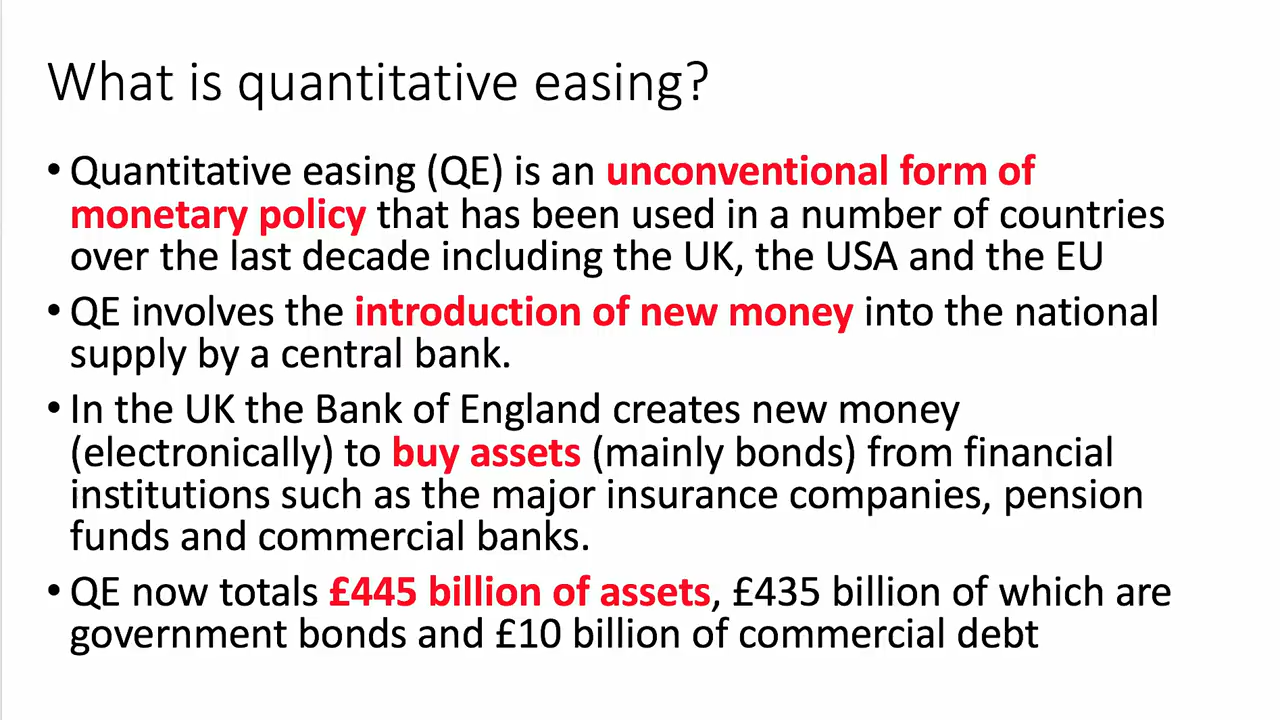 What is quantitative easing?
• Quantitative easing (QE) is an unconventional form of
monetary policy that has been used in a number of countries
over the last decade including the UK, the USA and the EU
• QE involves the introduction of new money into the national
supply by a central bank.
• In the UK the Bank of England creates new money
(electronically) to buy assets (mainly bonds) from financial
institutions such as the major insurance companies, pension
funds and commercial banks.
• QE now totals £445 billion of assets, £435 billion of which are
government bonds and £10 billion of commercial debt